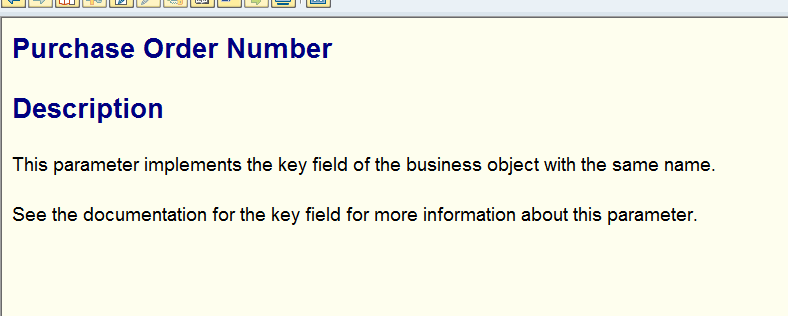 Purchase Order Number
Description
This parameter implements the key field of the business object with the same name.
See the documentation for the key field for more information about this parameter.